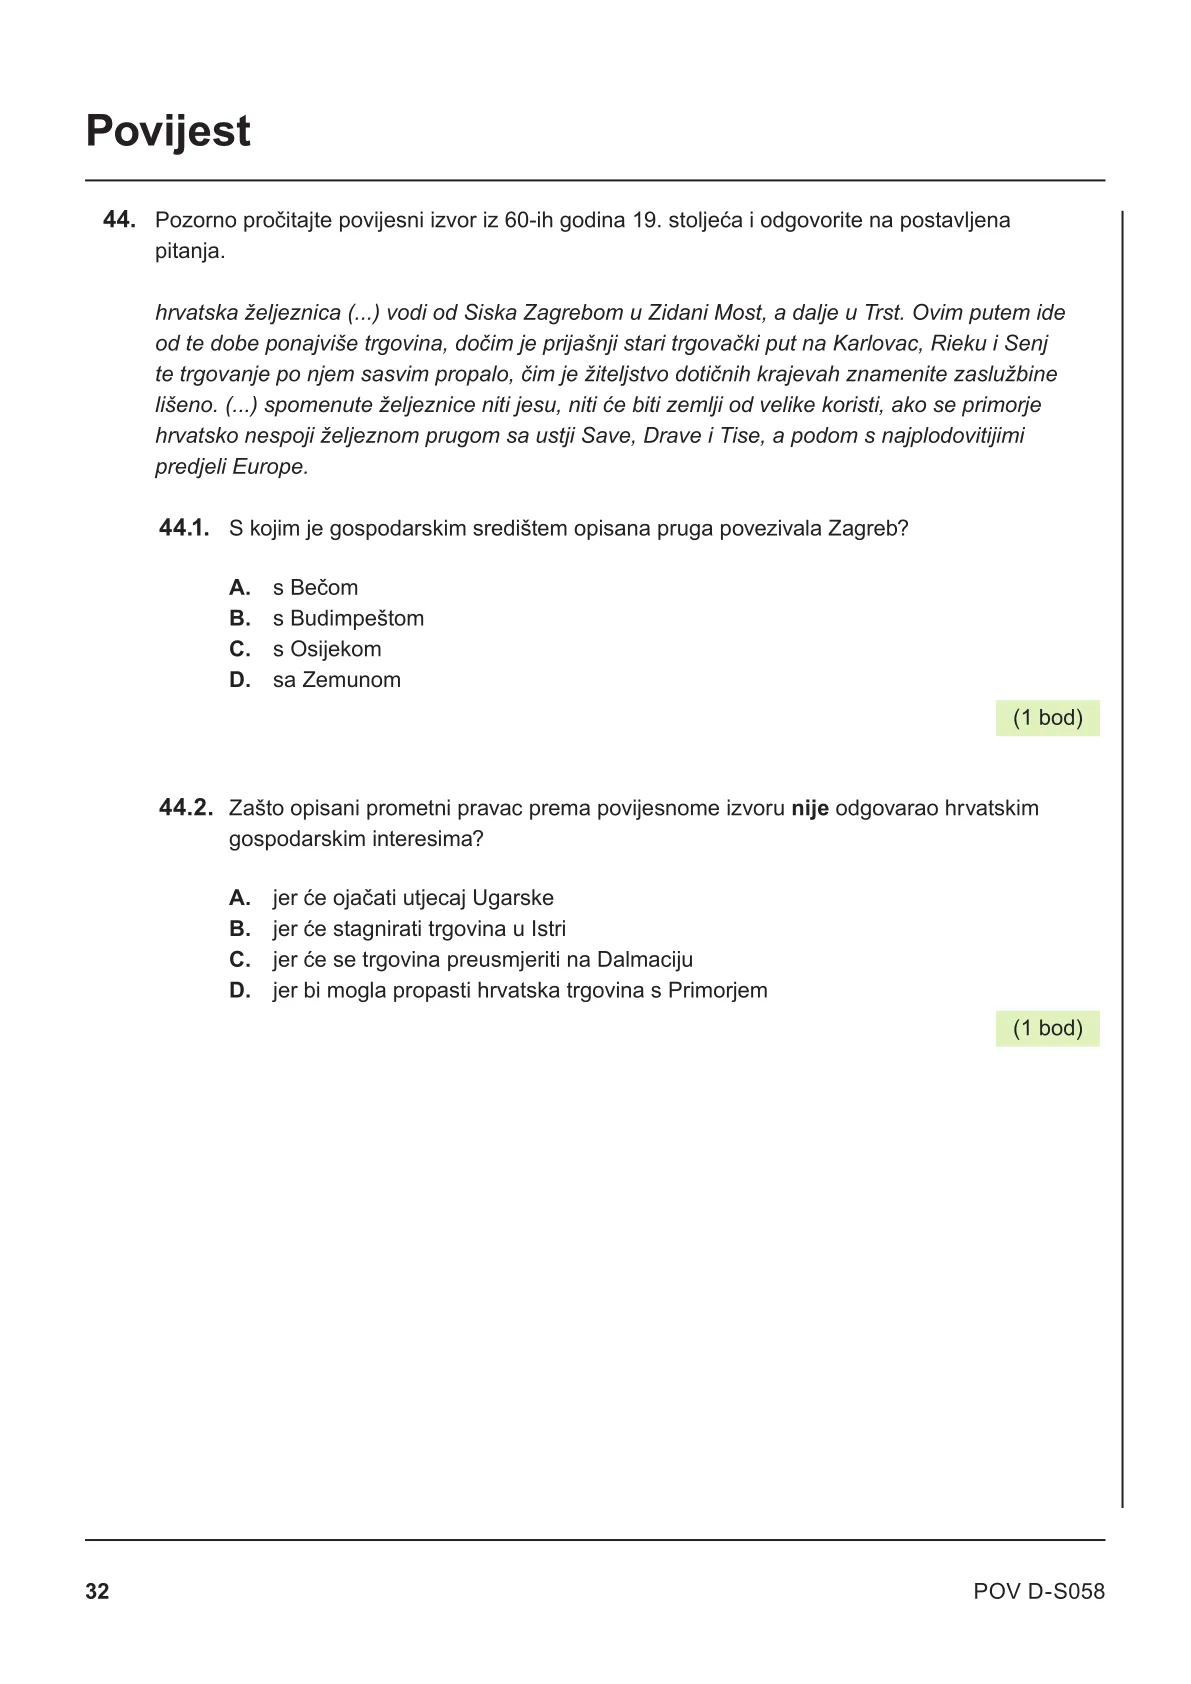 Povijest
44. Pozorno pročitajte povijesni izvor iz 60-ih godina 19. stoljeća i odgovorite na postavljena
pitanja.
hrvatska željeznica (...) vodi od Siska Zagrebom u Zidani Most, a dalje u Trst. Ovim putem ide
od te dobe ponajviše trgovina, dočim je prijašnji stari trgovački put na Karlovac, Rieku i Senj
te trgovanje po njem sasvim propalo, čim je žiteljstvo dotičnih krajevah znamenite zaslužbine
lišeno. (...) spomenute željeznice niti jesu, niti će biti zemlji od velike koristi, ako se primorje
hrvatsko nespoji željeznom prugom sa ustji Save, Drave i Tise, a podom s najplodovitijimi
predjeli Europe.
44.1. S kojim je gospodarskim središtem opisana pruga povezivala Zagreb?
A. s Bečom
B. s Budimpeštom
C. s Osijekom
D. sa Zemunom
(1 bod)
44.2. Zašto opisani prometni pravac prema povijesnome izvoru nije odgovarao hrvatskim
gospodarskim interesima?
A. jer će ojačati utjecaj Ugarske
B. jer će stagnirati trgovina u Istri
C. jer će se trgovina preusmjeriti na Dalmaciju
D. jer bi mogla propasti hrvatska trgovina s Primorjem
(1 bod)
32
POV D-S058